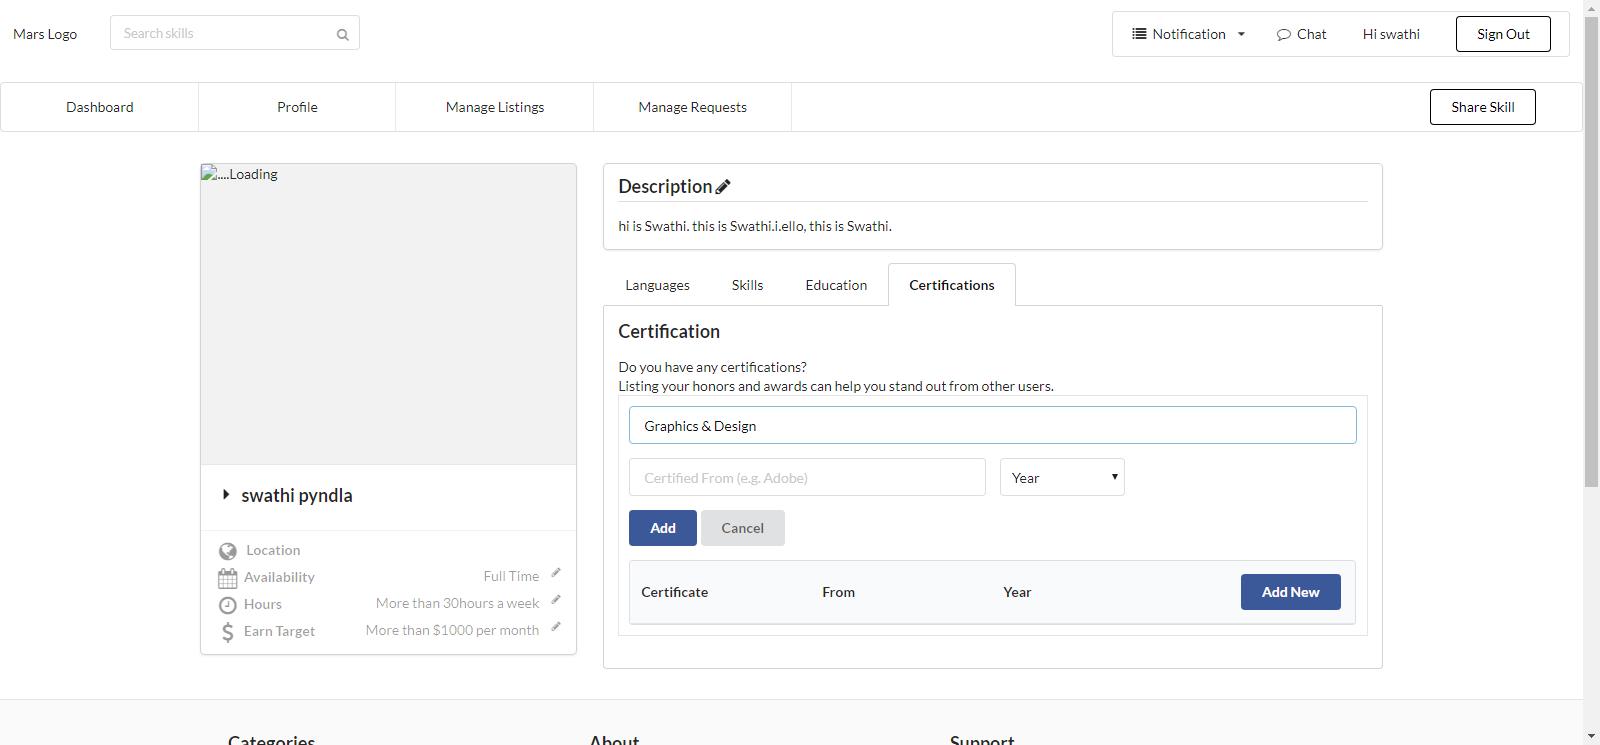 Mars Logo
Search skills
Notification
Chat
Hi swathi
Sign Out
Dashboard
Profile
Manage Listings
Manage Requests
Share Skill
....Loading
swathi pyndla
Location
Availability
Full Time
Hours
More than 30hours a week
Earn Target
More than $1000 per month
Description
hi is Swathi. this is Swathi.i.ello, this is Swathi.
Languages
Skills
Education
Certifications
Certification
Do you have any certifications?
Listing your honors and awards can help you stand out from other users.
Graphics & Design
Certified From (e.g. Adobe)
Year
Add
Cancel
Certificate
From
Year
Add New
Categories
About
Support